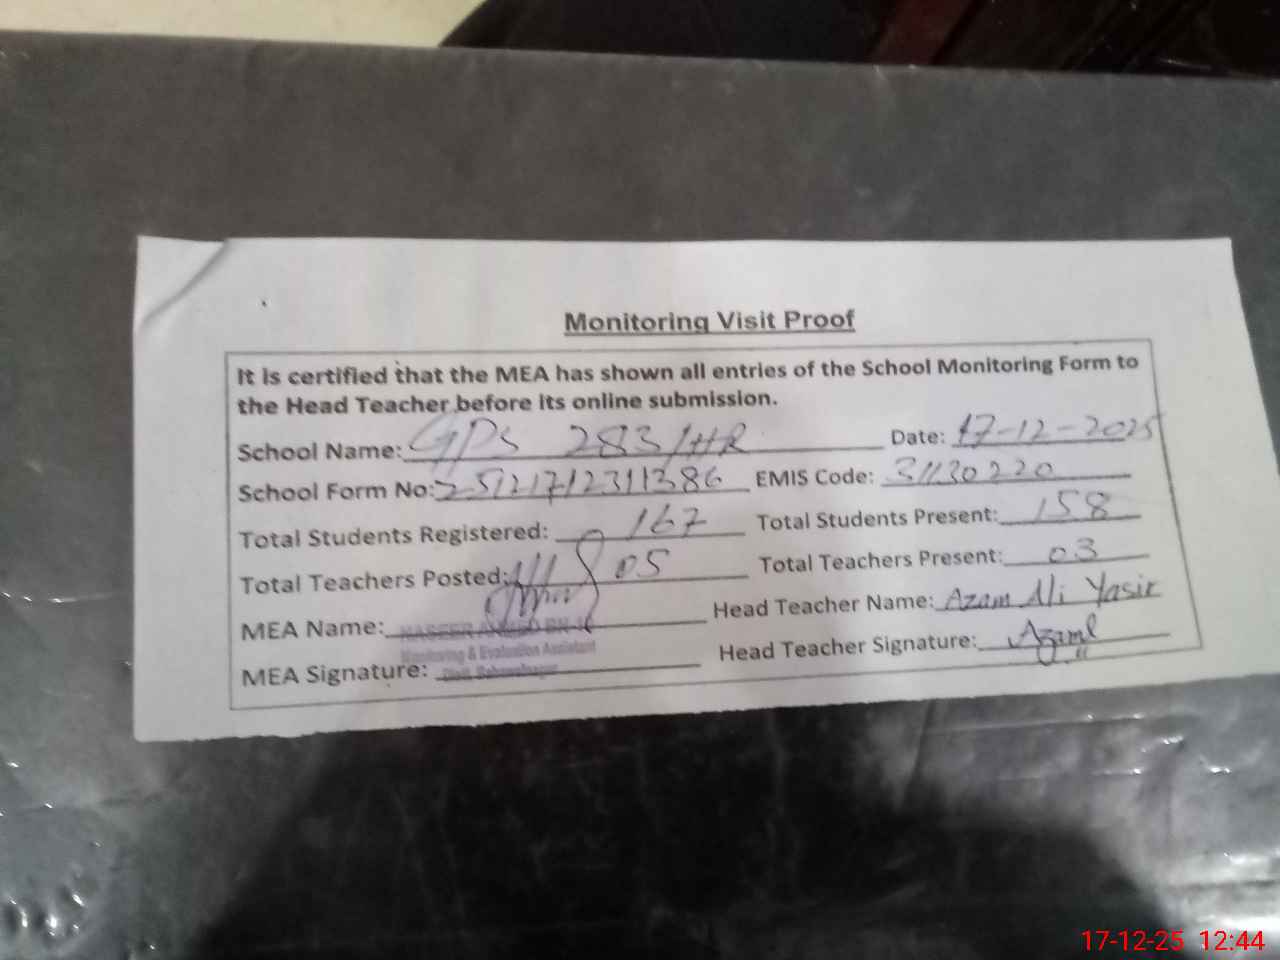 Monitoring Visit Proof
It is certified that the MEA has shown all entries of the School Monitoring Form to
the Head Teacher before its online submission.
School Name: GPS 283/HR Date: 17-12-2025
School Form No: 25121712311386 EMIS Code: 31130220
Total Students Registered: 167 Total Students Present: 158
Total Teachers Posted: 05 Total Teachers Present: 03
MEA Name: Head Teacher Name: Azam Ali Yasir
Monitoring & Evaluation Assistant
MEA Signature: Head Teacher Signature:
17-12-25 12:44